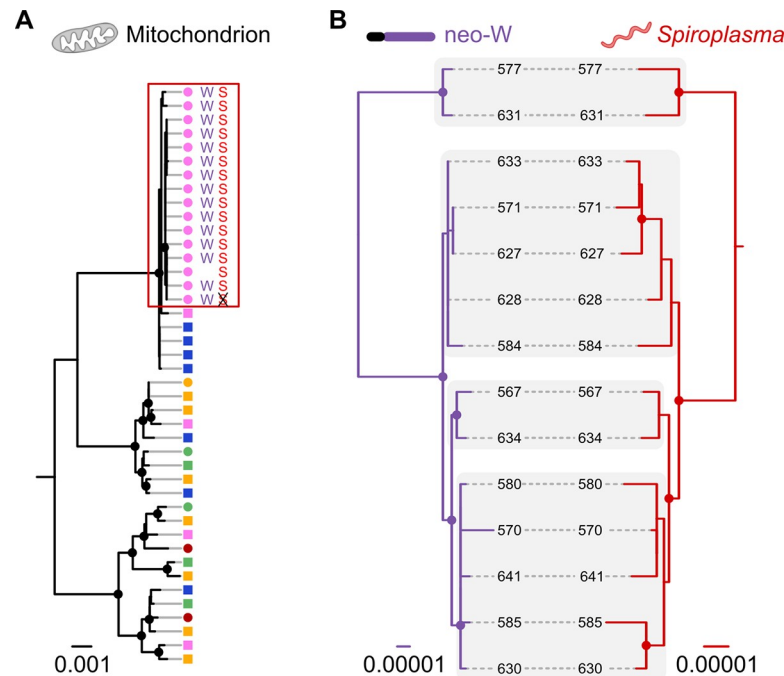 A
Mitochondrion
W S
W S
W S
W S
W S
W S
W S
W S
W S
W S
W S
W S
W S
S
W S
W S
0.001
B
neo-W
Spiroplasma
577 577
631 631
633 633
571 571
627 627
628 628
584 584
567 567
634 634
580 580
570 570
641 641
585 585
630 630
0.00001
0.00001